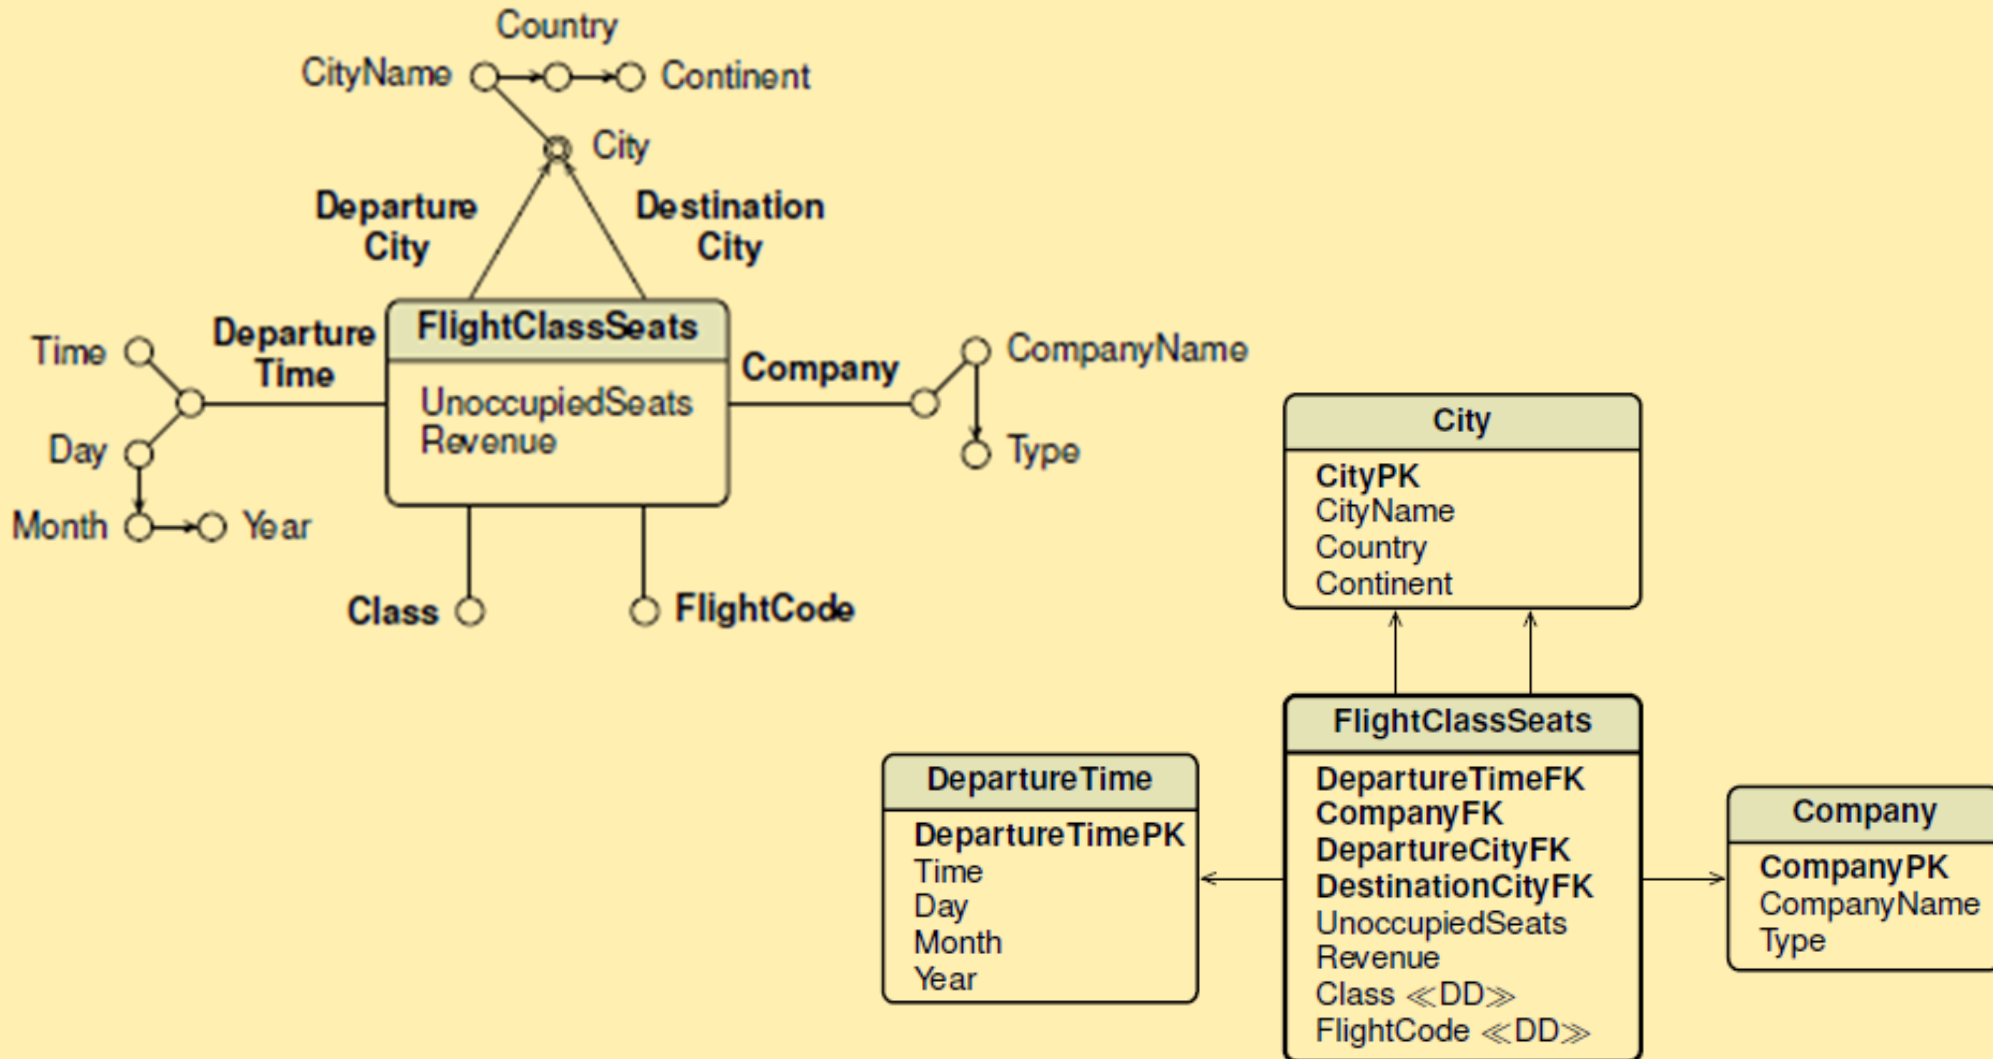 Country
CityName
Continent
City
Departure
City
Destination
City
Time
Departure
Time
Day
Month
Year
FlightClassSeats
UnoccupiedSeats
Revenue
Company
CompanyName
Type
Class
FlightCode
City
CityPK
CityName
Country
Continent
DepartureTime
DepartureTimePK
Time
Day
Month
Year
FlightClassSeats
DepartureTimeFK
CompanyFK
DepartureCityFK
DestinationCityFK
UnoccupiedSeats
Revenue
Class ≪DD≫
FlightCode ≪DD≫
Company
CompanyPK
CompanyName
Type